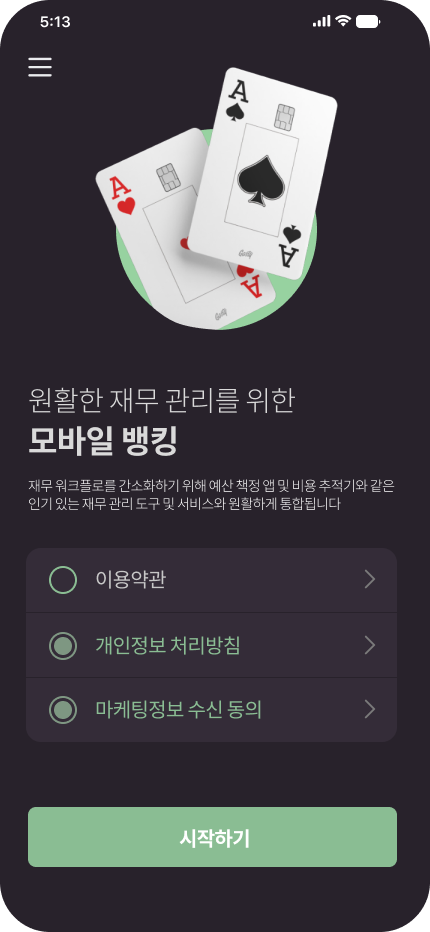 5:13
A
A
A
A
원활한 재무 관리를 위한
모바일 뱅킹
재무 워크플로를 간소화하기 위해 예산 책정 앱 및 비용 추적기와 같은
인기 있는 재무 관리 도구 및 서비스와 원활하게 통합됩니다
이용약관
개인정보 처리방침
마케팅정보 수신 동의
시작하기